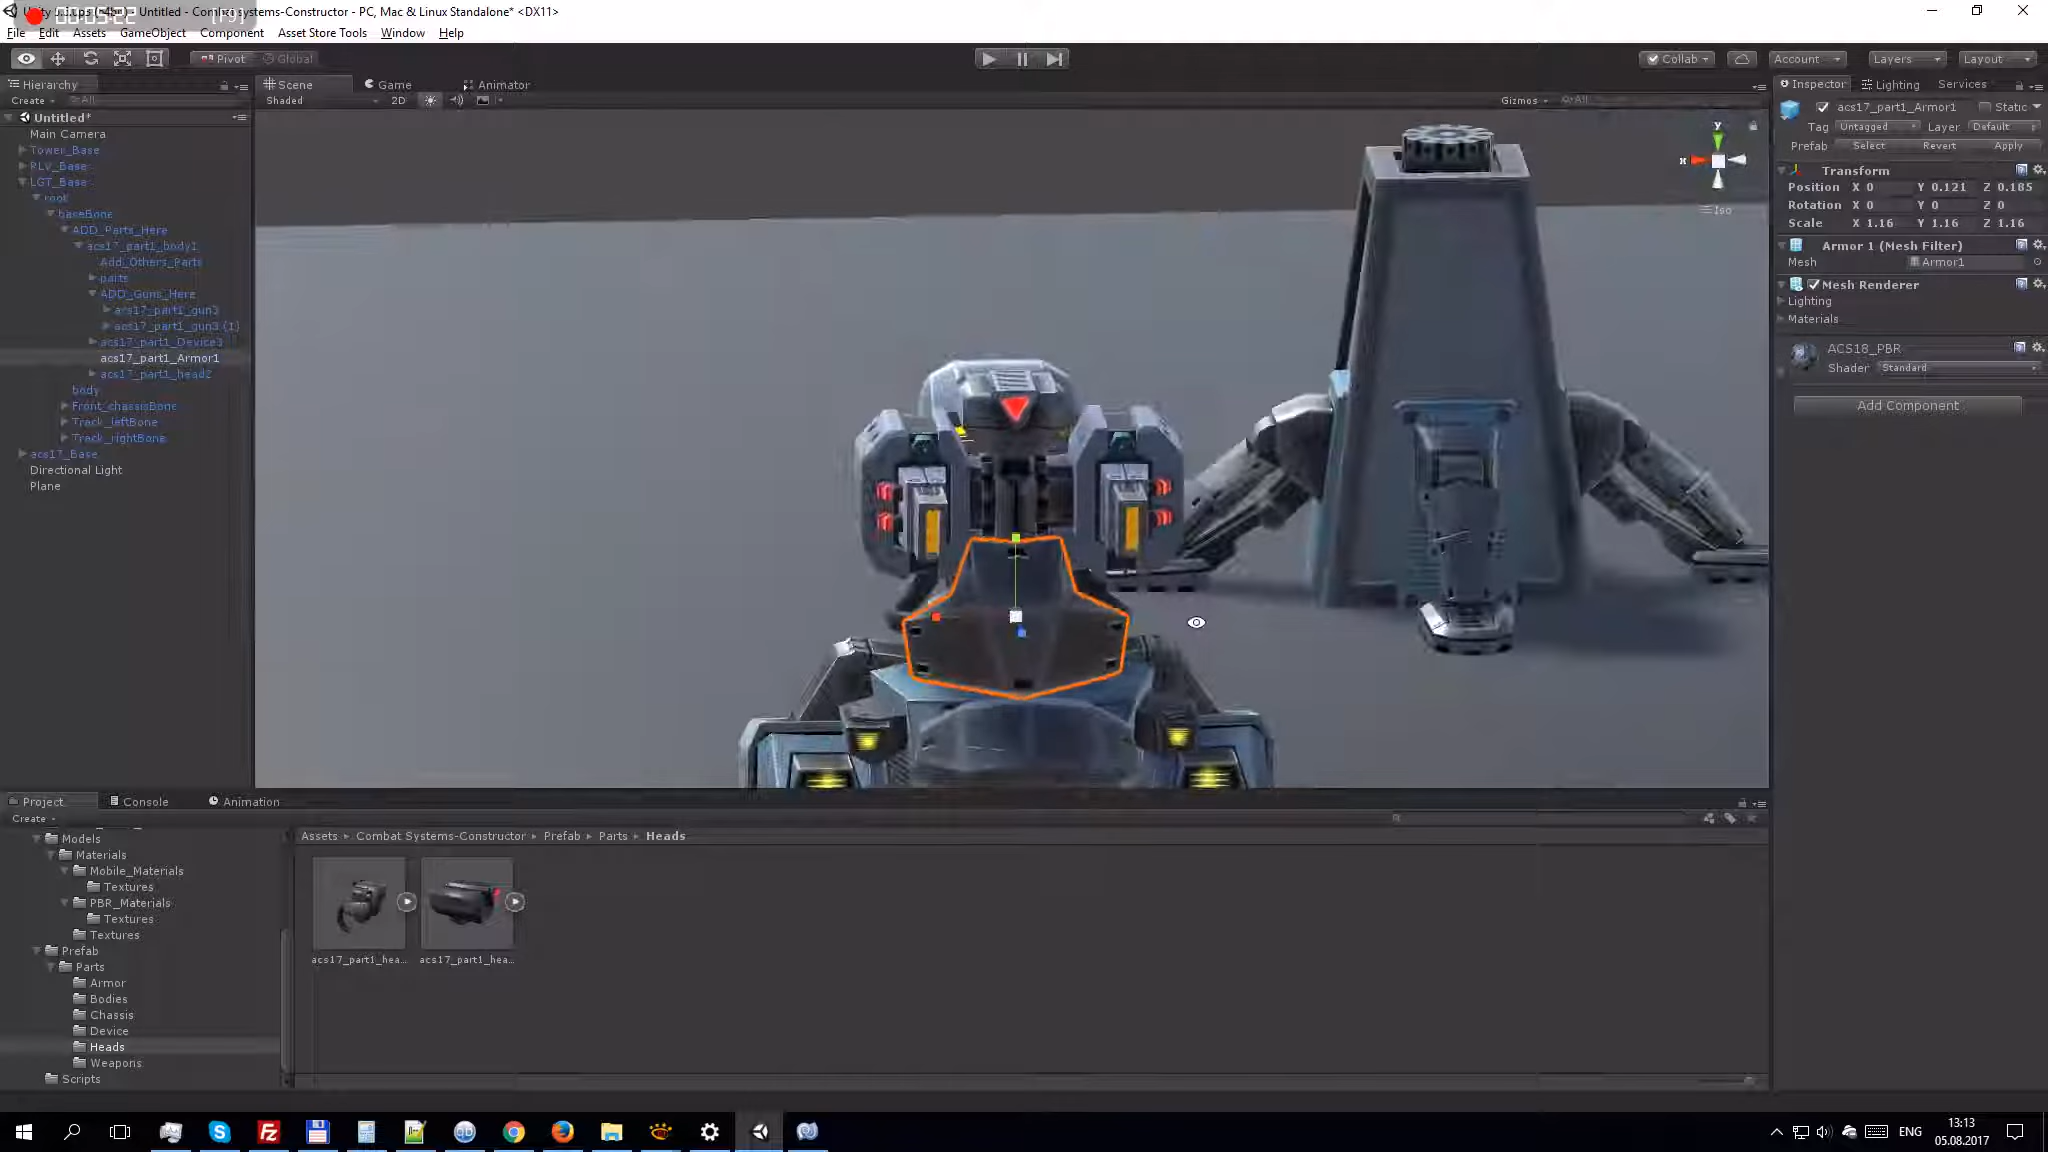 Untitled - Combat Systems-Constructor - PC, Mac & Linux Standalone* <DX11>
[F9]
File Edit Assets GameObject Component Asset Store Tools Window Help
Pivot Global Collab Account Layers Layout
Hierarchy Scene Game Animator Inspector Lighting Services
Create All Shaded 2D Gizmos All
Untitled*
Main Camera
Tower_Base
RLV_Base
LGT_Base
root
baseBone
ADD_Parts_Here
acs17_part1_body1
Add_Others_Parts
parts
ADD_Guns_Here
acs17_part1_gun3
acs17_part1_gun3 (1)
acs17_part1_Device3
acs17_part1_Armor1
acs17_part1_head2
body
Front_chassisBone
Track_leftBone
Track_rightBone
acs17_Base
Directional Light
Plane
y
x
Iso
acs17_part1_Armor1 Static
Tag Untagged Layer Default
Prefab Select Revert Apply
Transform
Position X 0 Y 0.121 Z 0.185
Rotation X 0 Y 0 Z 0
Scale X 1.16 Y 1.16 Z 1.16
Armor 1 (Mesh Filter)
Mesh Armor1
Mesh Renderer
Lighting
Materials
ACS18_PBR
Shader Standard
Add Component
Project Console Animation
Create
Models
Materials
Mobile_Materials
Textures
PBR_Materials
Textures
Textures
Prefab
Parts
Armor
Bodies
Chassis
Device
Heads
Weapons
Scripts
Assets Combat Systems-Constructor Prefab Parts Heads
acs17_part1_hea... acs17_part1_hea...
ENG
13:13
05.08.2017